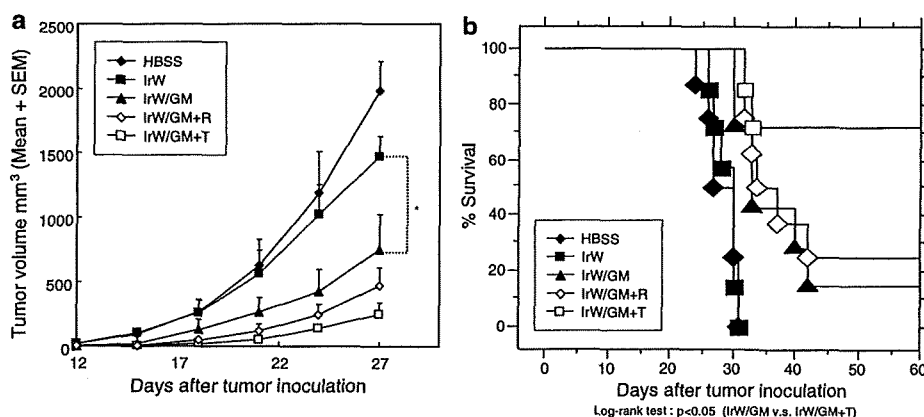 a
2500
2000
1500
1000
500
0
Tumor volume mm³ (Mean + SEM)
HBSS
IrW
IrW/GM
IrW/GM+R
IrW/GM+T
*
12
17
22
27
Days after tumor inoculation
b
100
80
60
40
20
0
% Survival
HBSS
IrW
IrW/GM
IrW/GM+R
IrW/GM+T
0
10
20
30
40
50
60
Days after tumor inoculation
Log-rank test : p<0.05 (IrW/GM v.s. IrW/GM+T)